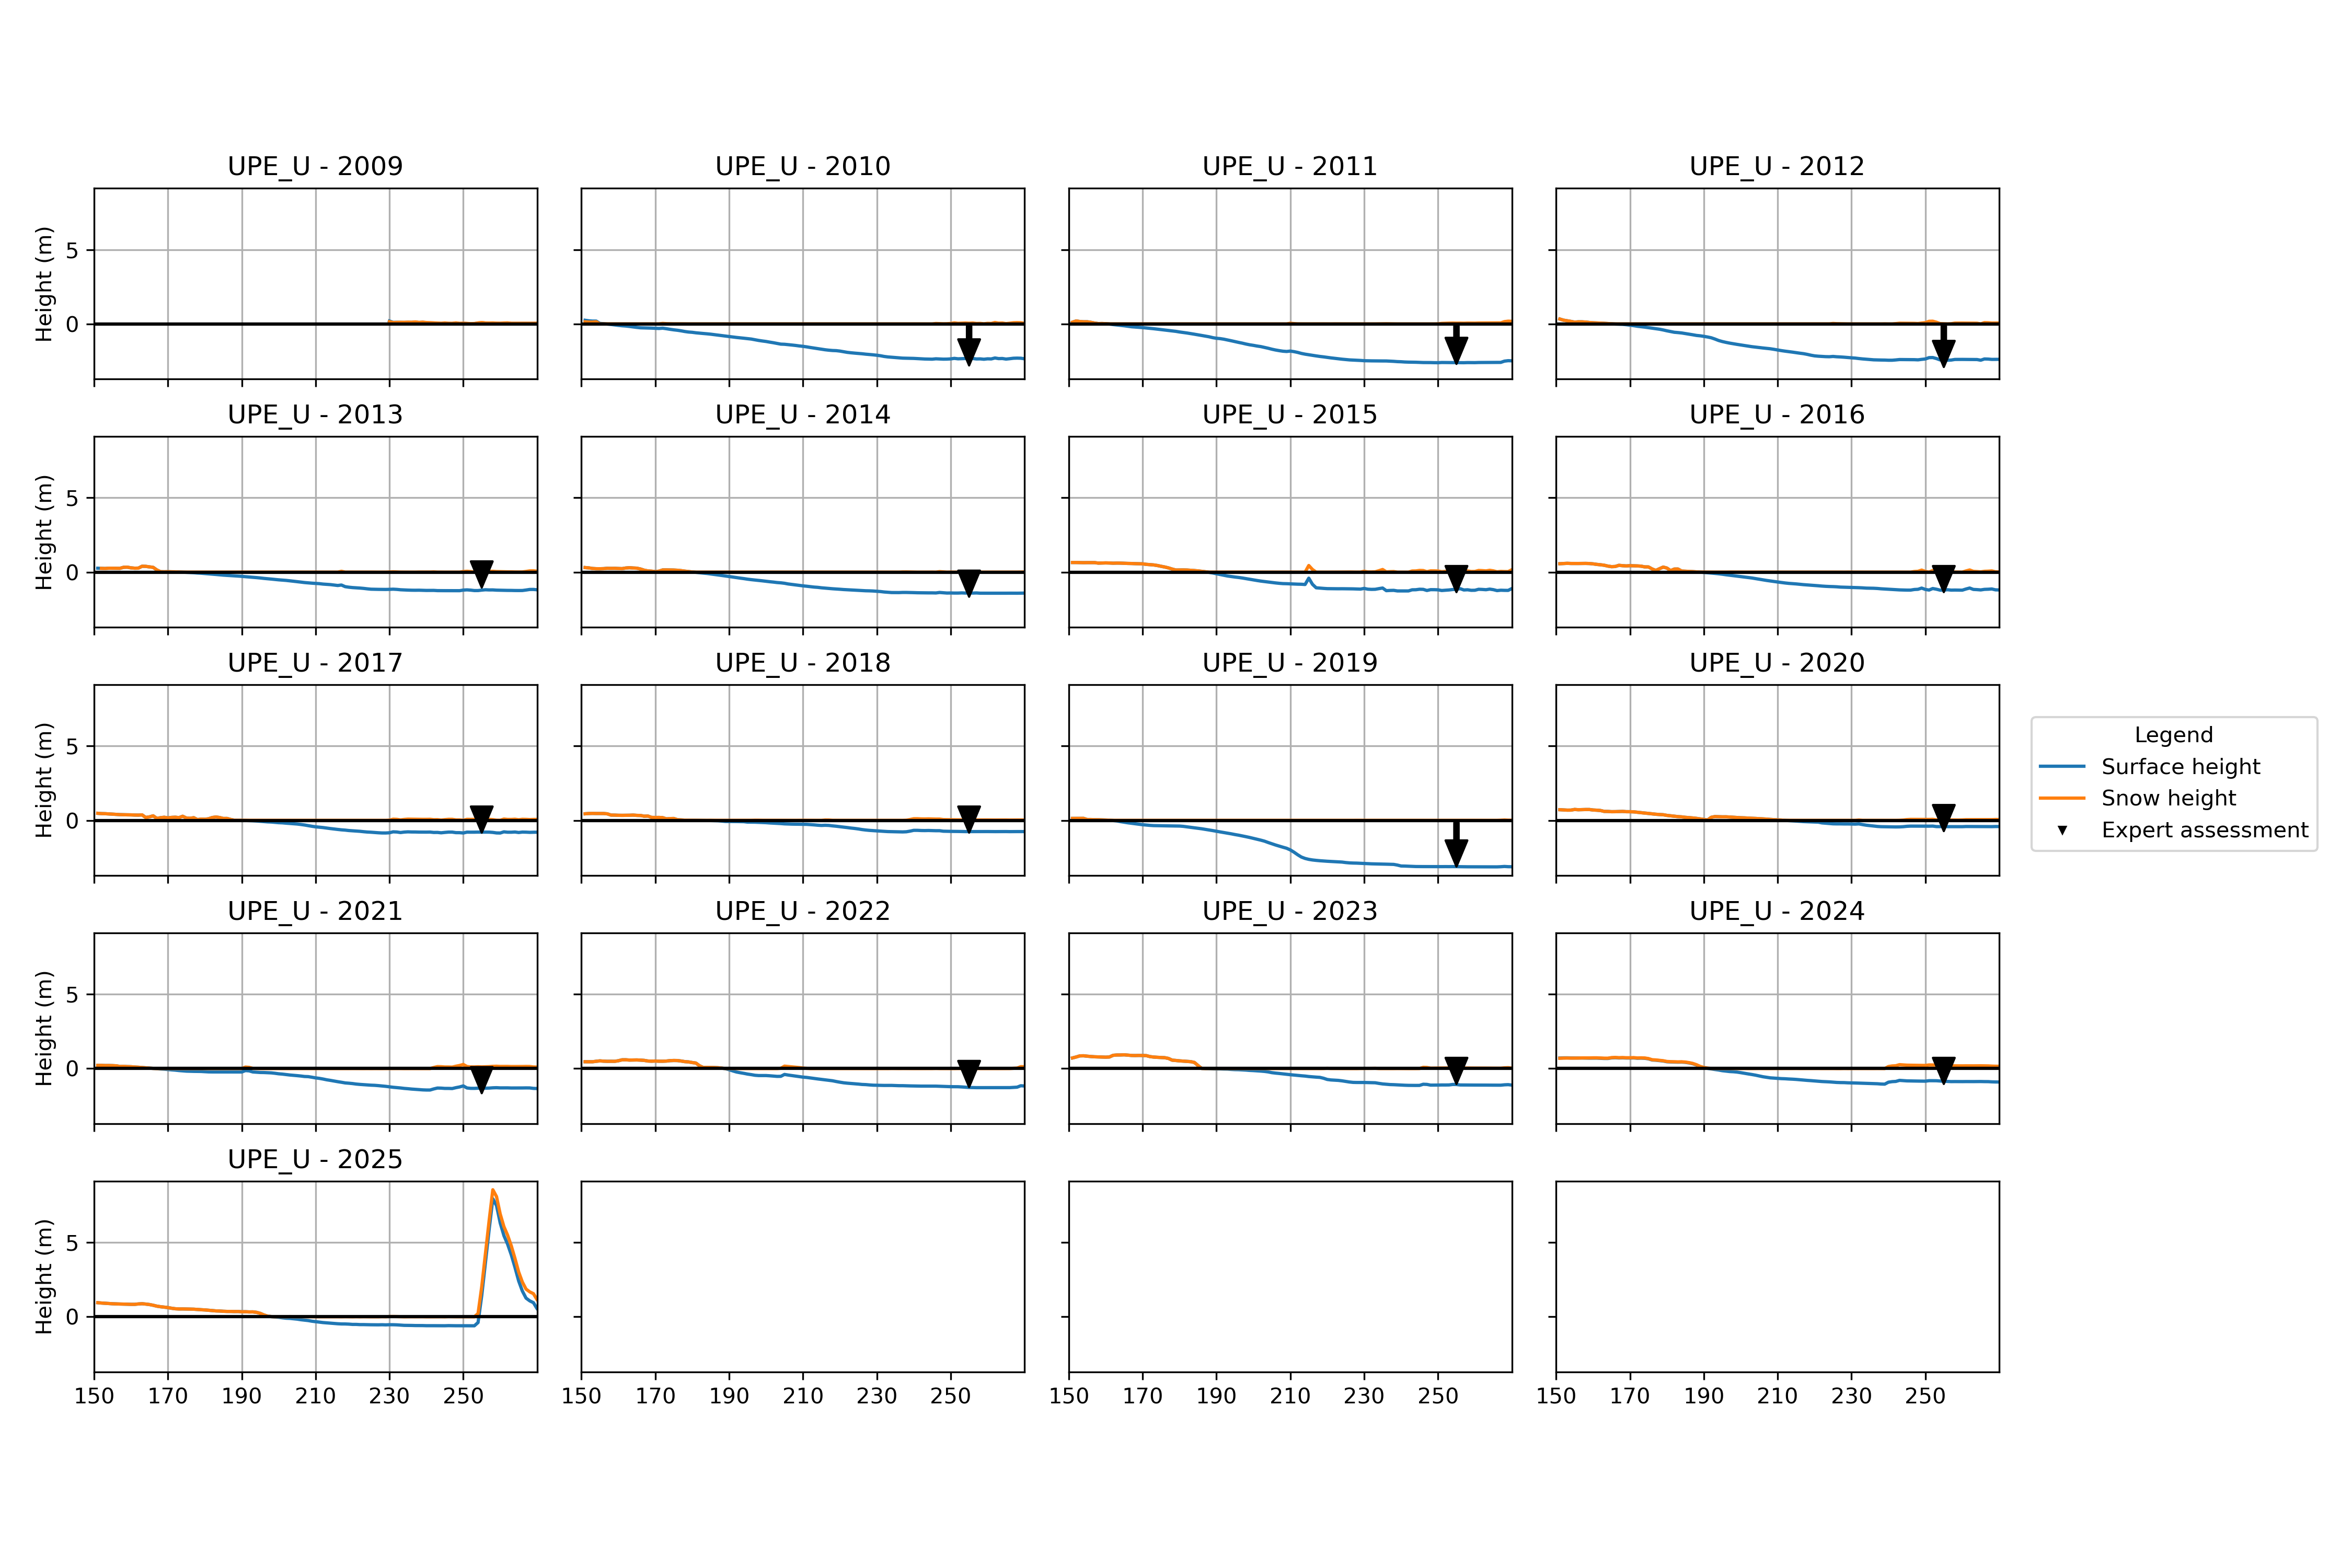 UPE_U - 2009
UPE_U - 2010
UPE_U - 2011
UPE_U - 2012
Height (m)
5
0
UPE_U - 2013
UPE_U - 2014
UPE_U - 2015
UPE_U - 2016
Height (m)
5
0
UPE_U - 2017
UPE_U - 2018
UPE_U - 2019
UPE_U - 2020
Height (m)
5
0
Legend
Surface height
Snow height
Expert assessment
UPE_U - 2021
UPE_U - 2022
UPE_U - 2023
UPE_U - 2024
Height (m)
5
0
UPE_U - 2025
Height (m)
5
0
150 170 190 210 230 250
150 170 190 210 230 250
150 170 190 210 230 250
150 170 190 210 230 250